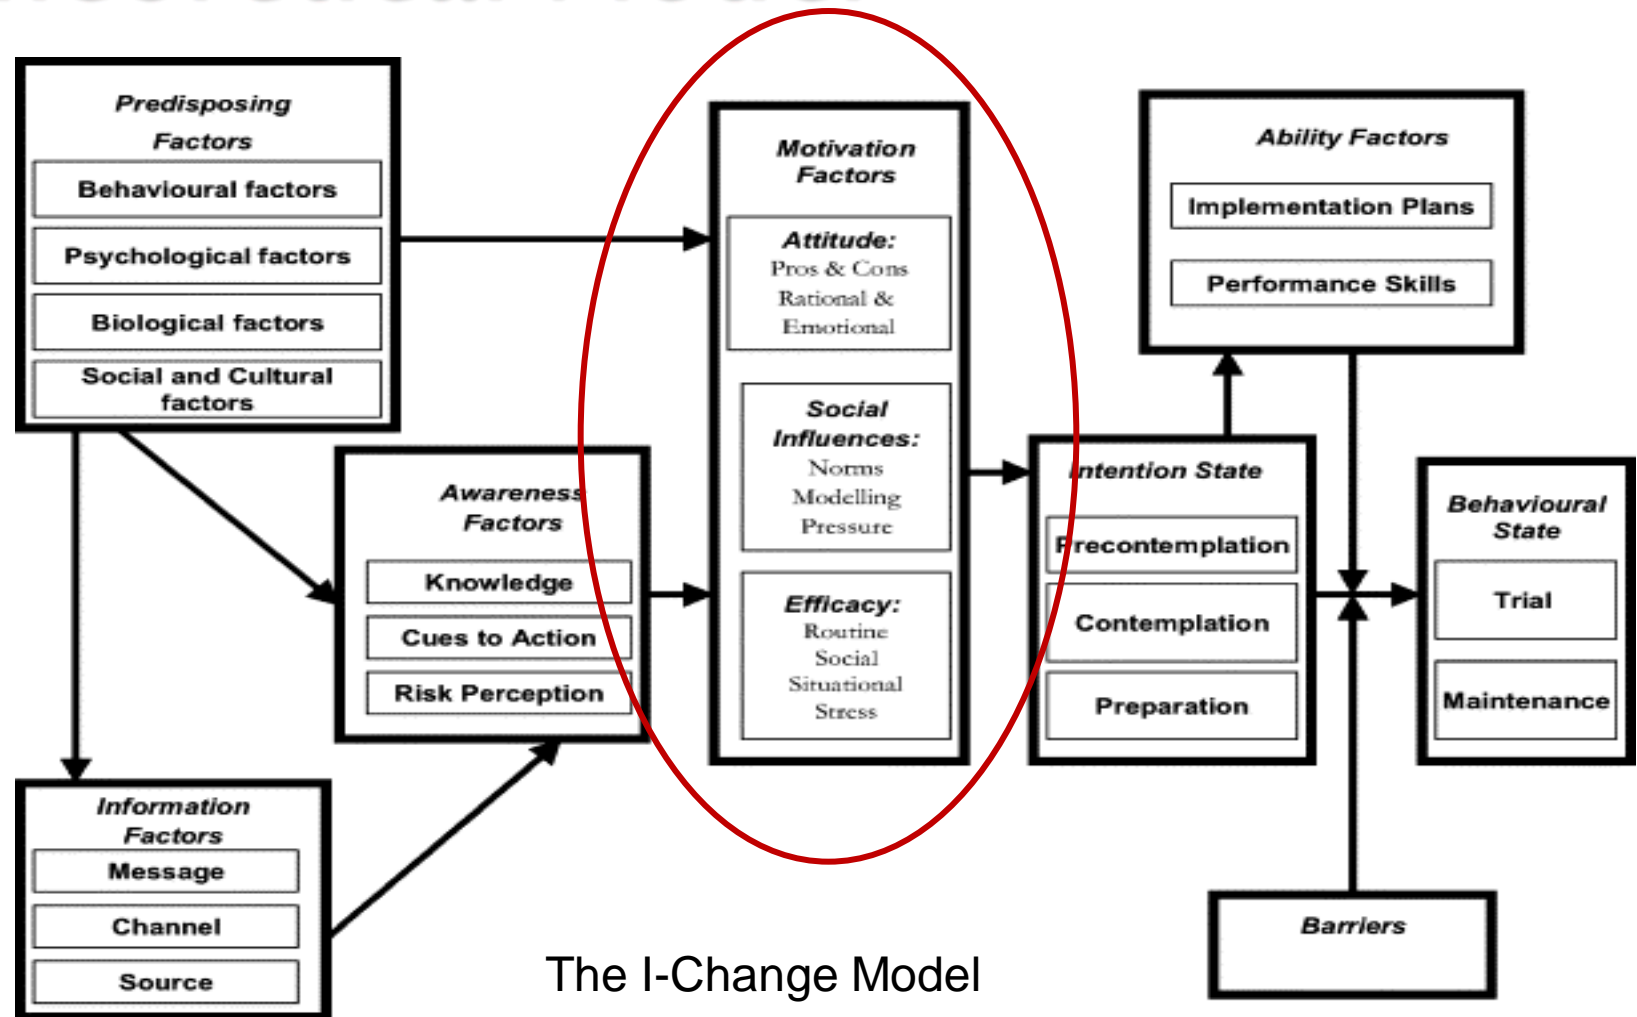 Predisposing
Factors
Behavioural factors
Psychological factors
Biological factors
Social and Cultural
factors
Information
Factors
Message
Channel
Source
Awareness
Factors
Knowledge
Cues to Action
Risk Perception
Motivation
Factors
Attitude:
Pros & Cons
Rational &
Emotional
Social
Influences:
Norms
Modelling
Pressure
Efficacy:
Routine
Social
Situational
Stress
Intention State
Precontemplation
Contemplation
Preparation
Ability Factors
Implementation Plans
Performance Skills
Behavioural
State
Trial
Maintenance
Barriers
The I-Change Model